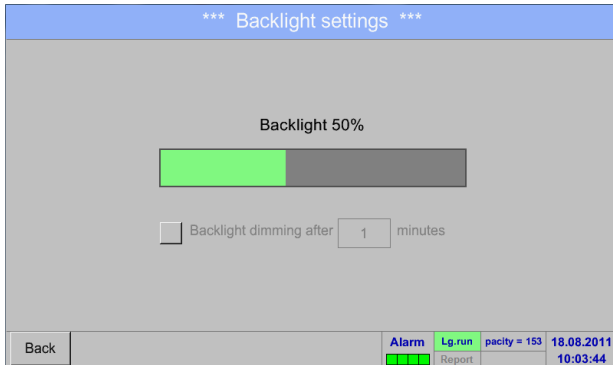 *** Backlight settings ***
Backlight 50%
Backlight dimming after 1 minutes
Back
Alarm Lg.run pacity = 153 18.08.2011
Report 10:03:44